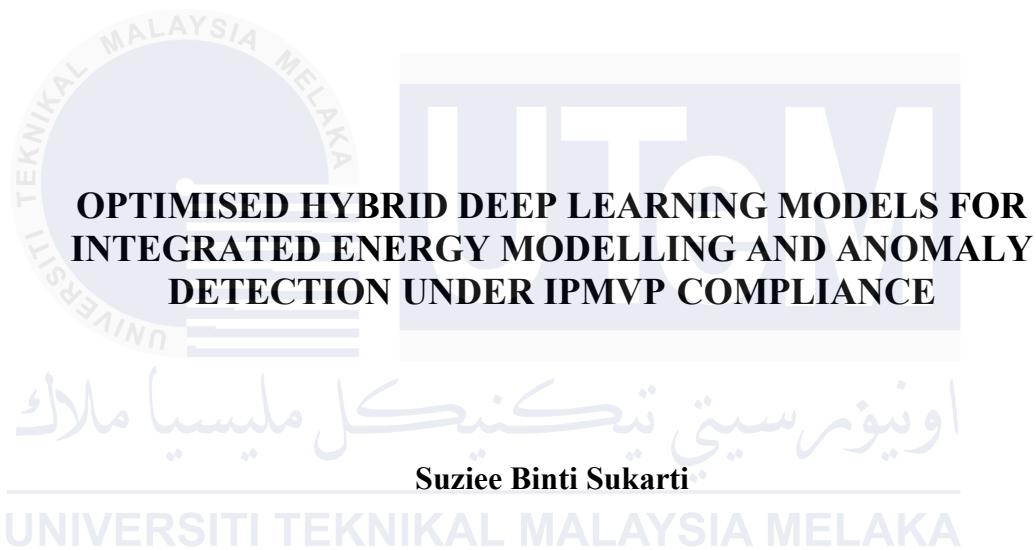 UNIVERSITI TEKNIKAL MALAYSIA MELAKA
UTeM
OPTIMISED HYBRID DEEP LEARNING MODELS FOR
INTEGRATED ENERGY MODELLING AND ANOMALY
DETECTION UNDER IPMVP COMPLIANCE
اونيۏرسيتي تيكنيكل مليسيا ملاك
Suziee Binti Sukarti
UNIVERSITI TEKNIKAL MALAYSIA MELAKA